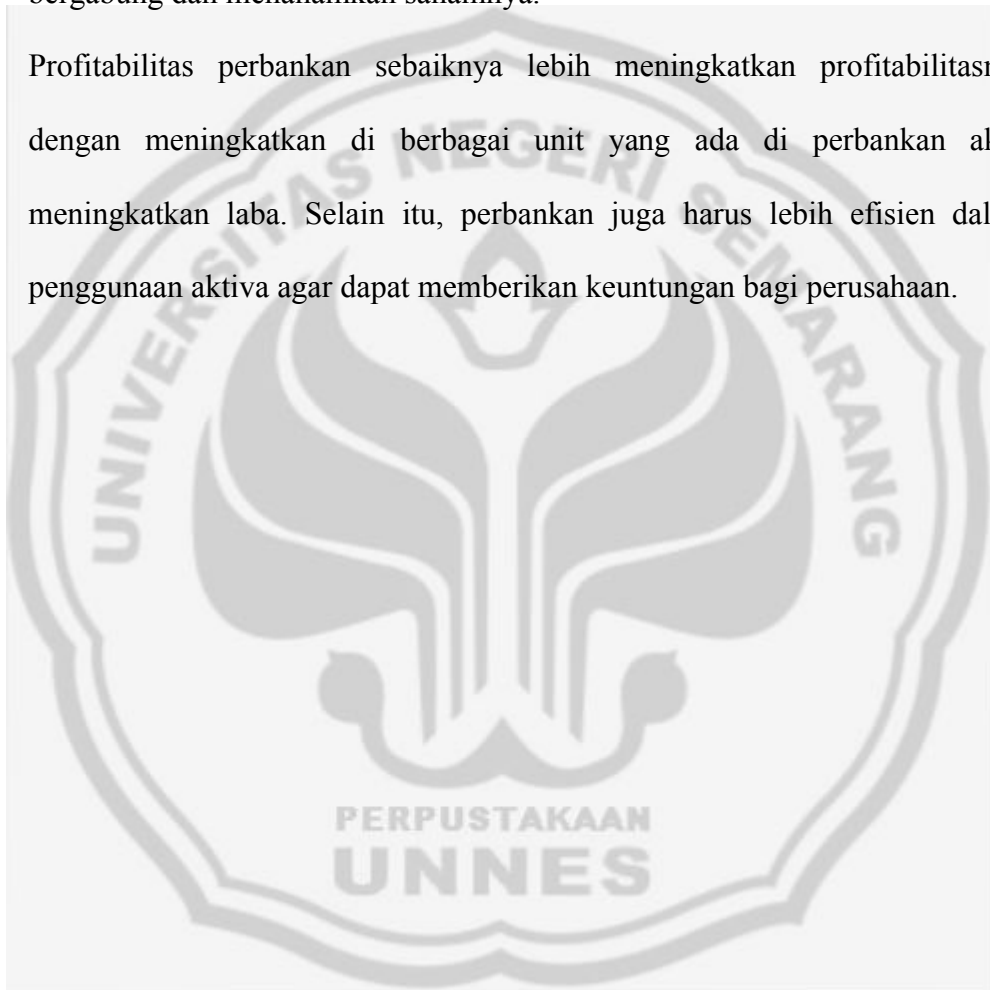 bergabung dan menanamkan sahamnya.
Profitabilitas perbankan sebaiknya lebih meningkatkan profitabilitasn
dengan meningkatkan di berbagai unit yang ada di perbankan ak
meningkatkan laba. Selain itu, perbankan juga harus lebih efisien dal
penggunaan aktiva agar dapat memberikan keuntungan bagi perusahaan.
UNIVERSITAS NEGERI SEMARANG
PERPUSTAKAAN
UNNES